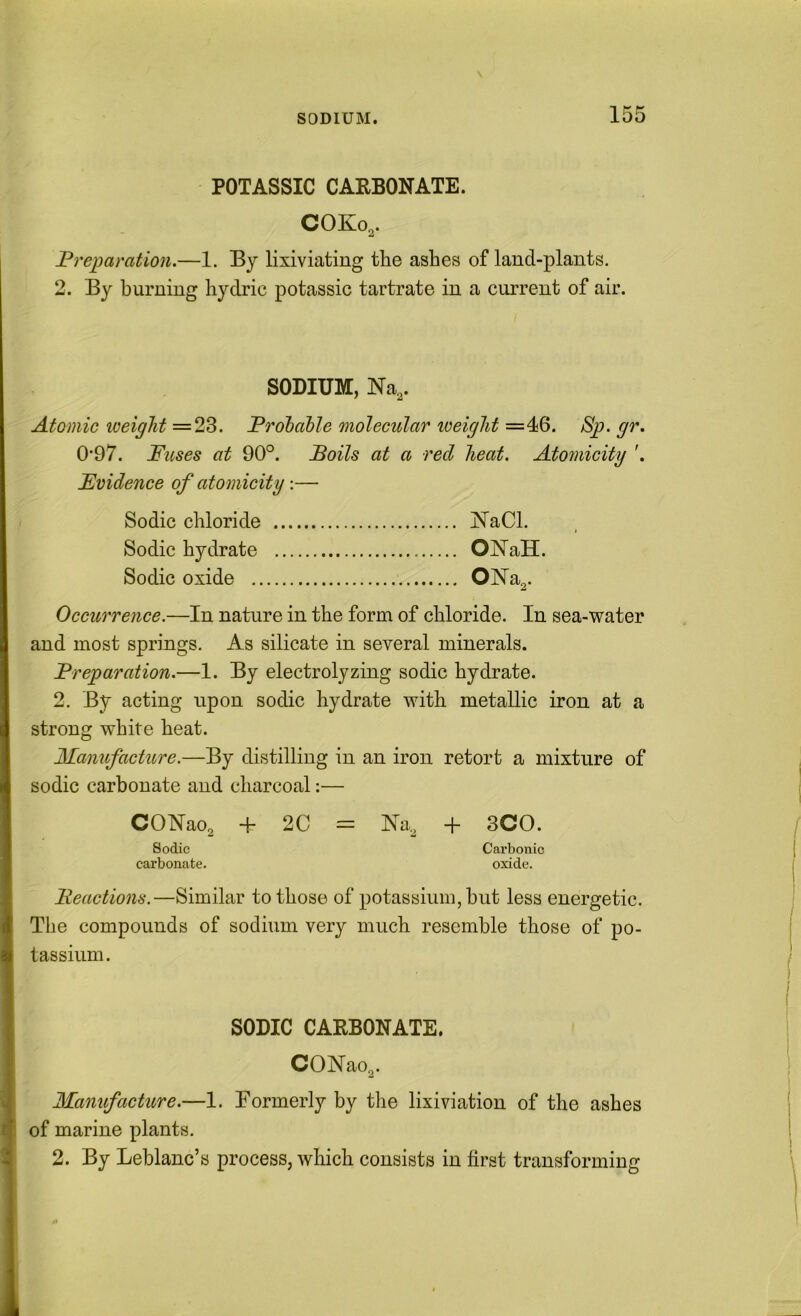 SODIUM. 155
POTASSIC CARBONATE.
COKo₂.
Preparation.—1. By lixiviating the ashes of land-plants.
2. By burning hydric potassic tartrate in a current of air.
SODIUM, Na₂.
Atomic weight =23. Probable molecular weight =46. Sp. gr.
0·97. Fuses at 90°. Boils at a red heat. Atomicity '.
Evidence of atomicity:—
Sodic chloride .............................. NaCl.
Sodic hydrate .............................. ONaH.
Sodic oxide .................................. ONa₂.
Occurrence.—In nature in the form of chloride. In sea-water
and most springs. As silicate in several minerals.
Preparation.—1. By electrolyzing sodic hydrate.
2. By acting upon sodic hydrate with metallic iron at a
strong white heat.
Manufacture.—By distilling in an iron retort a mixture of
sodic carbonate and charcoal:—
CONao₂ + 2C = Na₂ + 3CO.
Sodic Carbonic
carbonate. oxide.
Reactions.—Similar to those of potassium, but less energetic.
The compounds of sodium very much resemble those of po-
tassium.
SODIC CARBONATE.
CONao₂.
Manufacture.—1. Formerly by the lixiviation of the ashes
of marine plants.
2. By Leblanc's process, which consists in first transforming